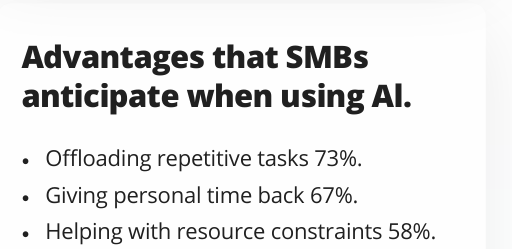 Advantages that SMBs
anticipate when using Al.
• Offloading repetitive tasks 73%.
• Giving personal time back 67%.
• Helping with resource constraints 58%.